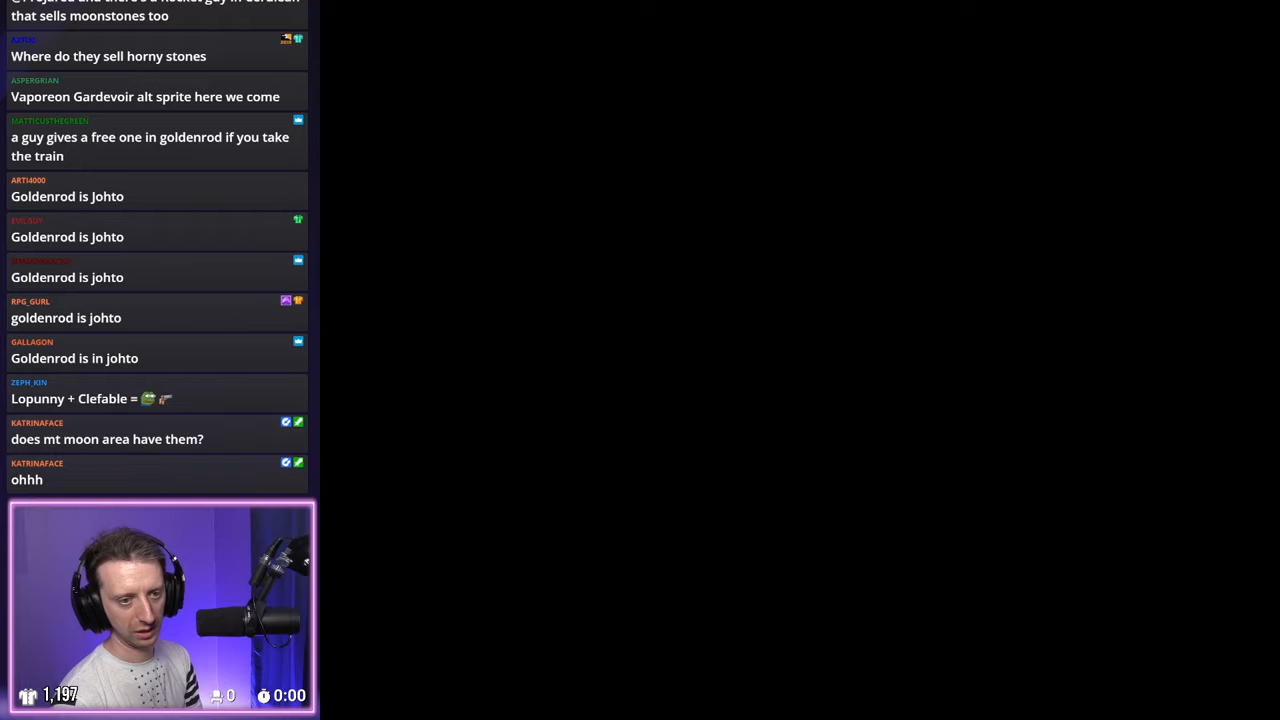 that sells moonstones too
Where do they sell horny stones
ASPERGRIAN
Vaporeon Gardevoir alt sprite here we come
MATTICUSTHEGREEN
a guy gives a free one in goldenrod if you take
the train
ARTI4000
Goldenrod is Johto
EVILGUY
Goldenrod is Johto
Goldenrod is johto
RPG_GURL
goldenrod is johto
GALLAGON
Goldenrod is in johto
ZEPH_KIN
Lopunny + Clefable =
KATRINAFACE
does mt moon area have them?
KATRINAFACE
ohhh
1,197 0 0:00